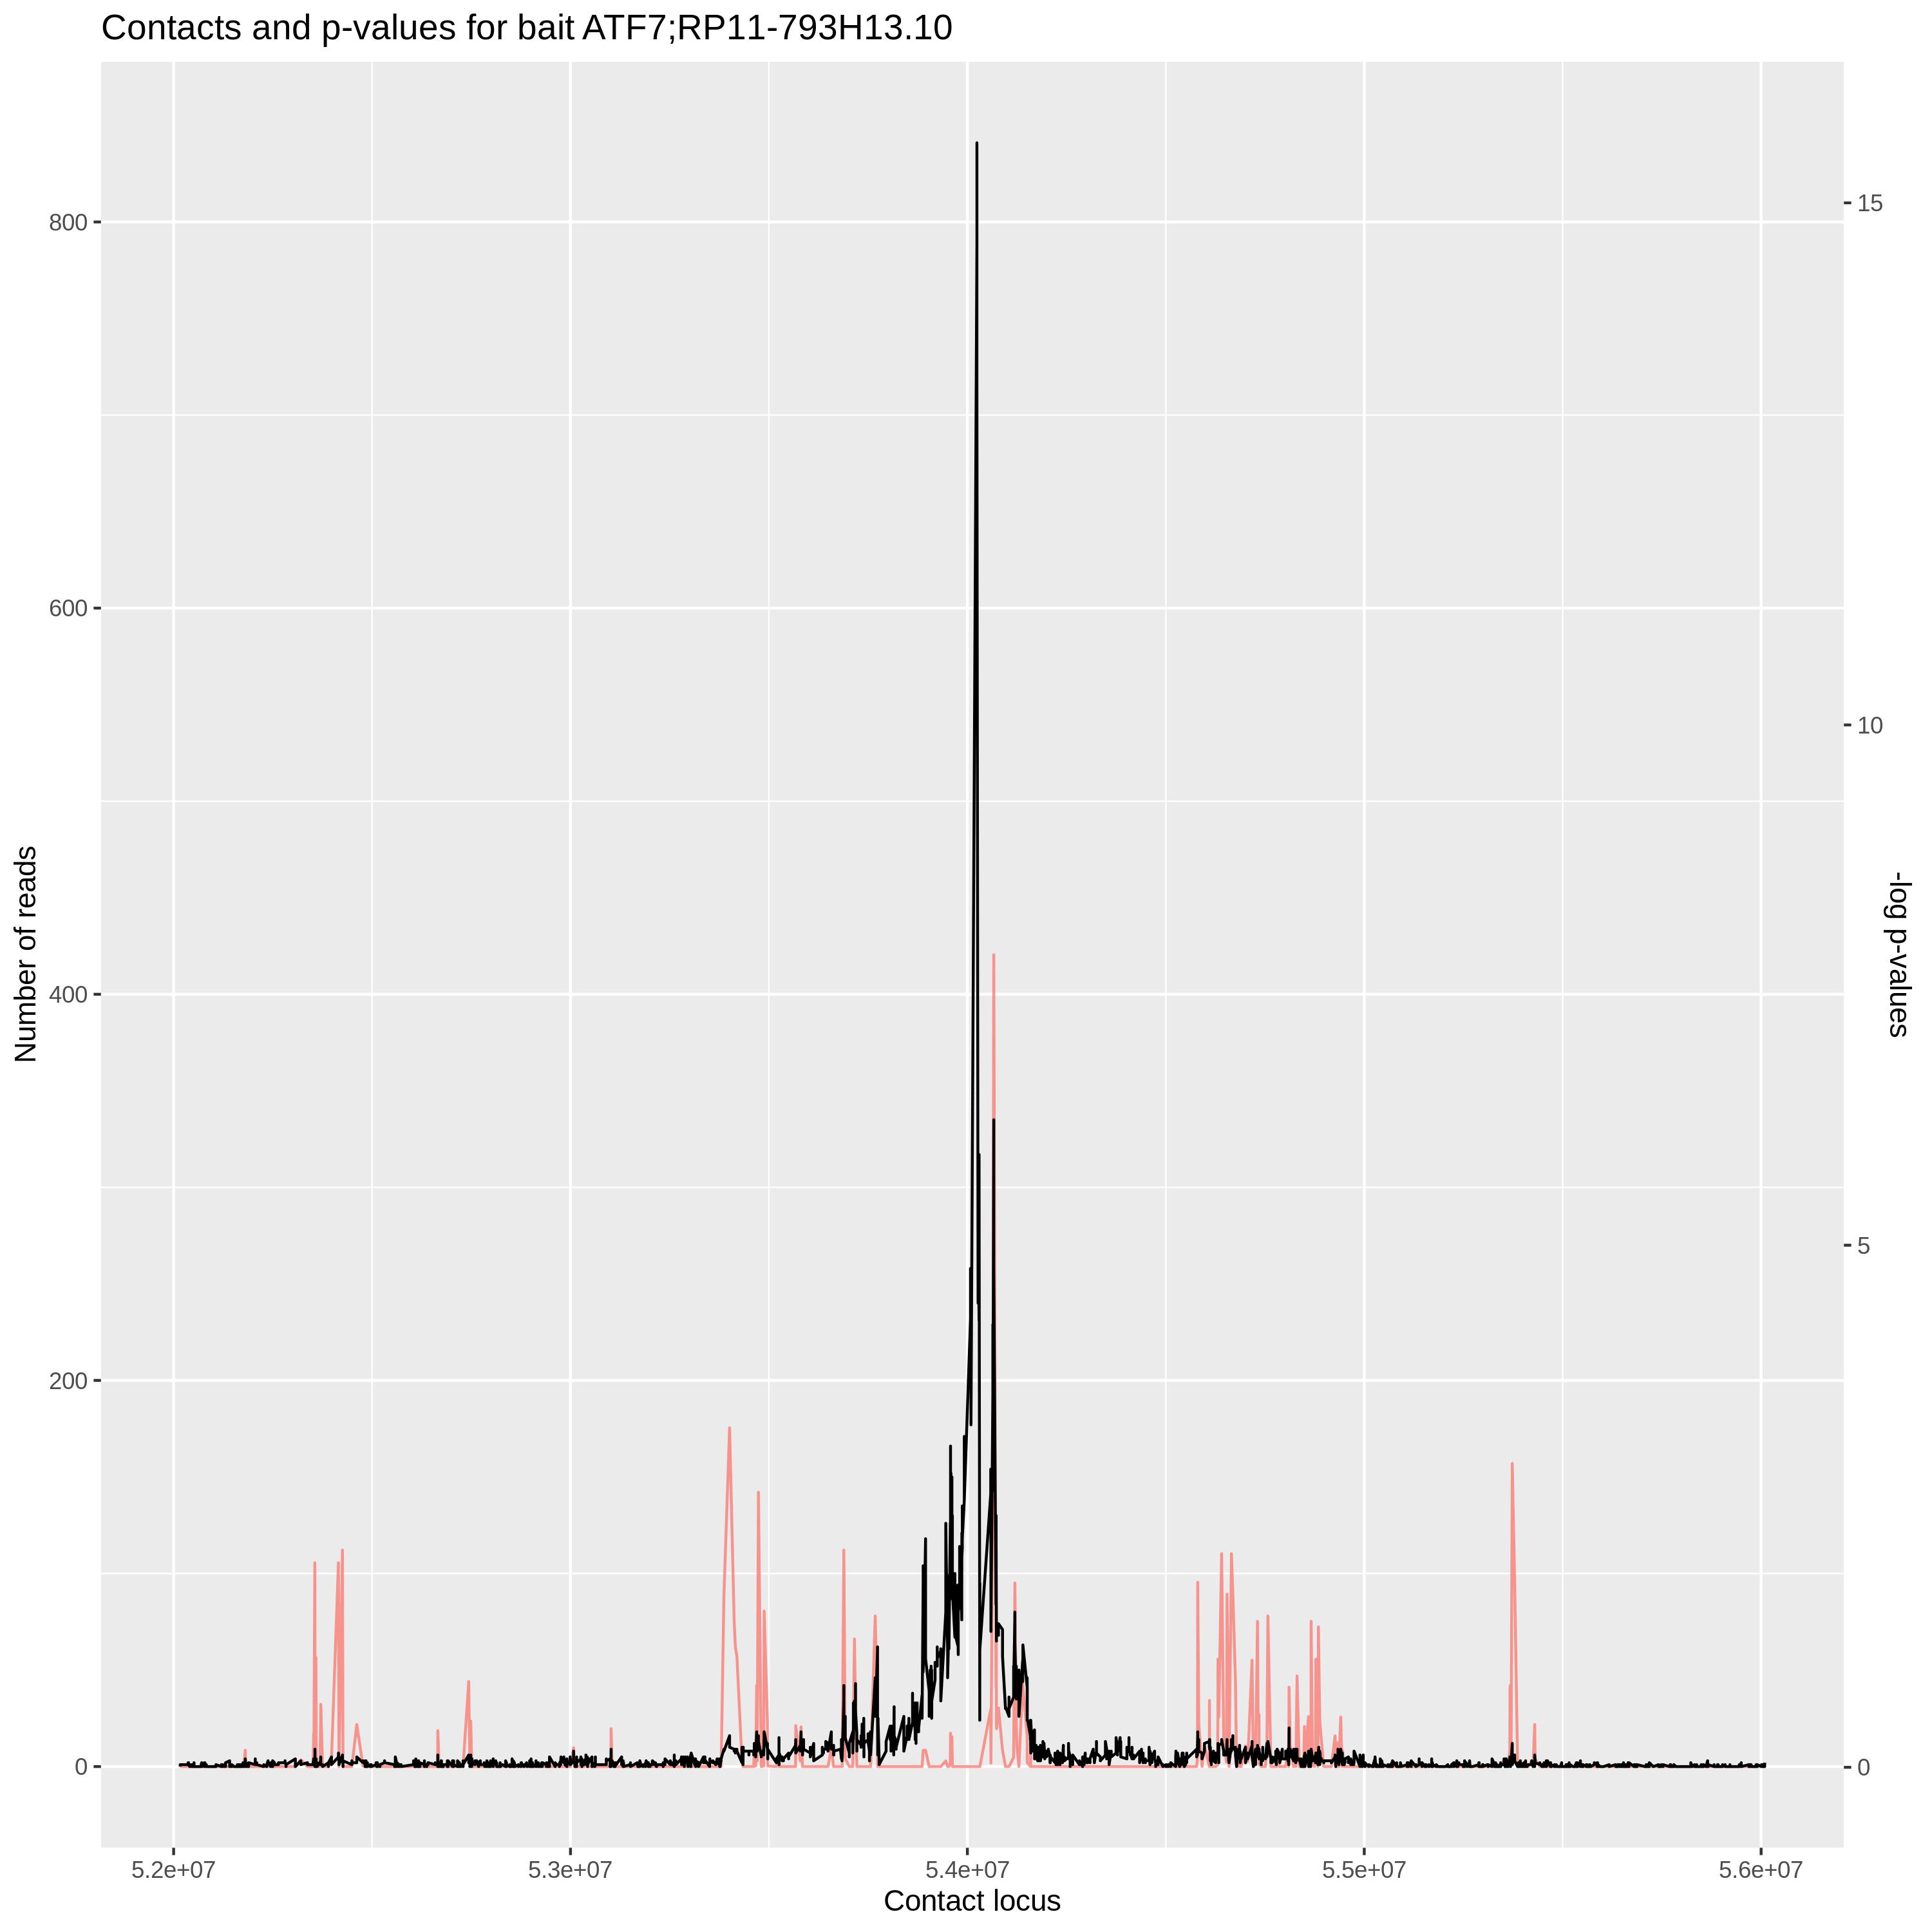 Contacts and p-values for bait ATF7;RP11-793H13.10
800
600
400
200
0
15
10
5
0
Number of reads
-log p-values
5.2e+07
5.3e+07
5.4e+07
5.5e+07
5.6e+07
Contact locus